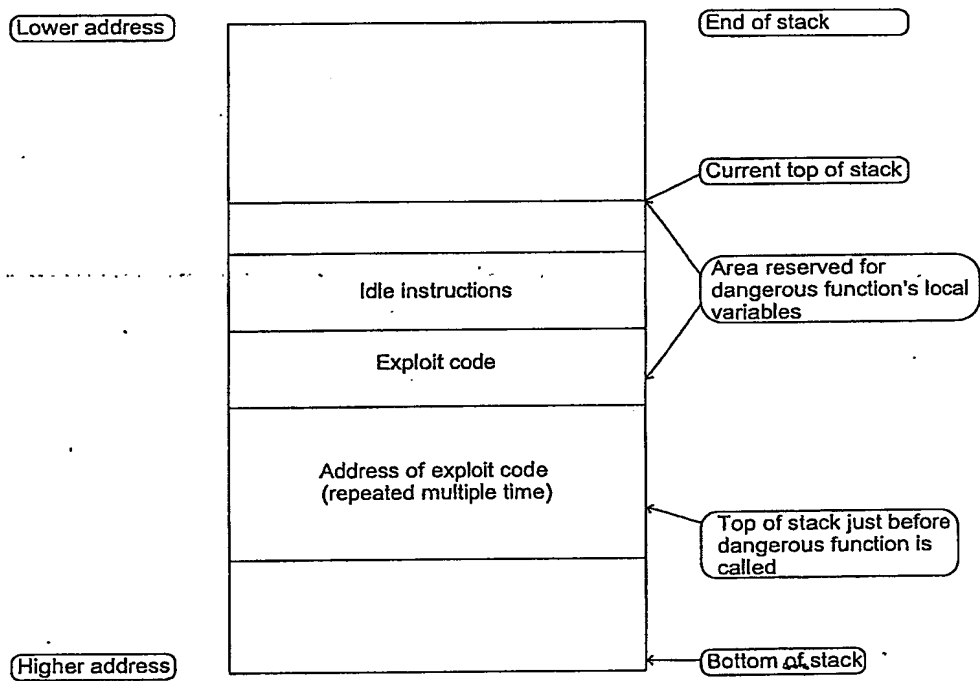 Lower address
End of stack
Current top of stack
Area reserved for
dangerous function's local
variables
Idle instructions
Exploit code
Address of exploit code
(repeated multiple time)
Top of stack just before
dangerous function is
called
Higher address
Bottom of stack